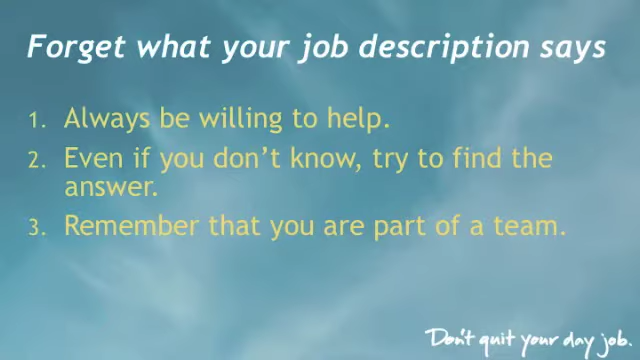 Forget what your job description says
1. Always be willing to help.
2. Even if you don't know, try to find the
answer.
3. Remember that you are part of a team.
Don't quit your day job.